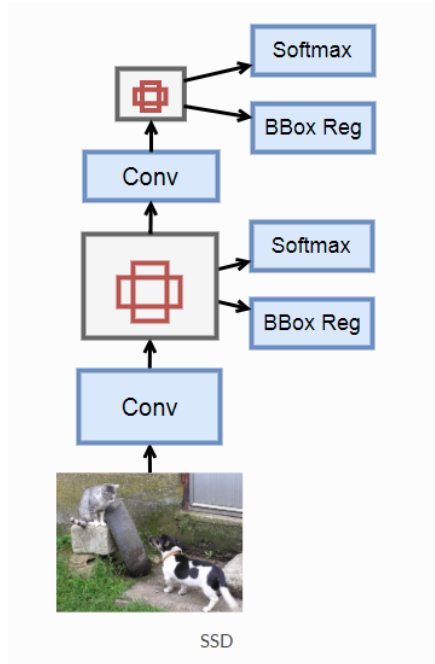 Softmax
BBox Reg
Conv
Softmax
BBox Reg
Conv
SSD